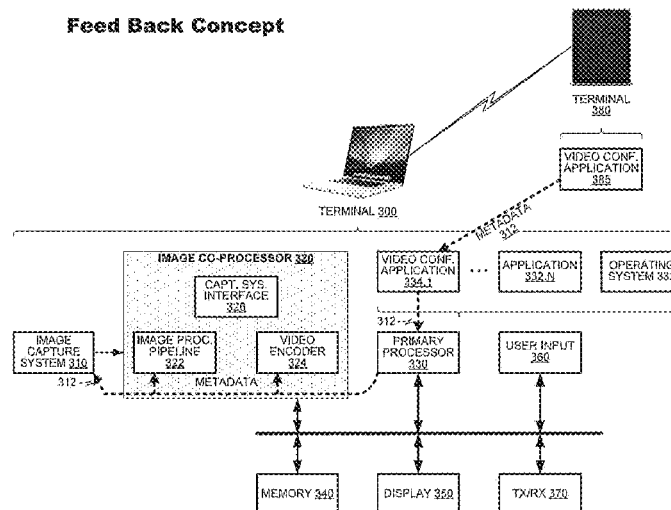 Feed Back Concept
TERMINAL
380
VIDEO CONF.
APPLICATION
385
TERMINAL 300
METADATA
312
IMAGE CO-PROCESSOR 320
CAPT. SYS.
INTERFACE
326
VIDEO CONF.
APPLICATION
334.1
...
APPLICATION
332.N
OPERATING
SYSTEM 33
312
IMAGE
CAPTURE
SYSTEM 310
IMAGE PROC.
PIPELINE
322
VIDEO
ENCODER
324
PRIMARY
PROCESSOR
330
USER INPUT
360
312
METADATA
MEMORY 340
DISPLAY 350
TX/RX 370